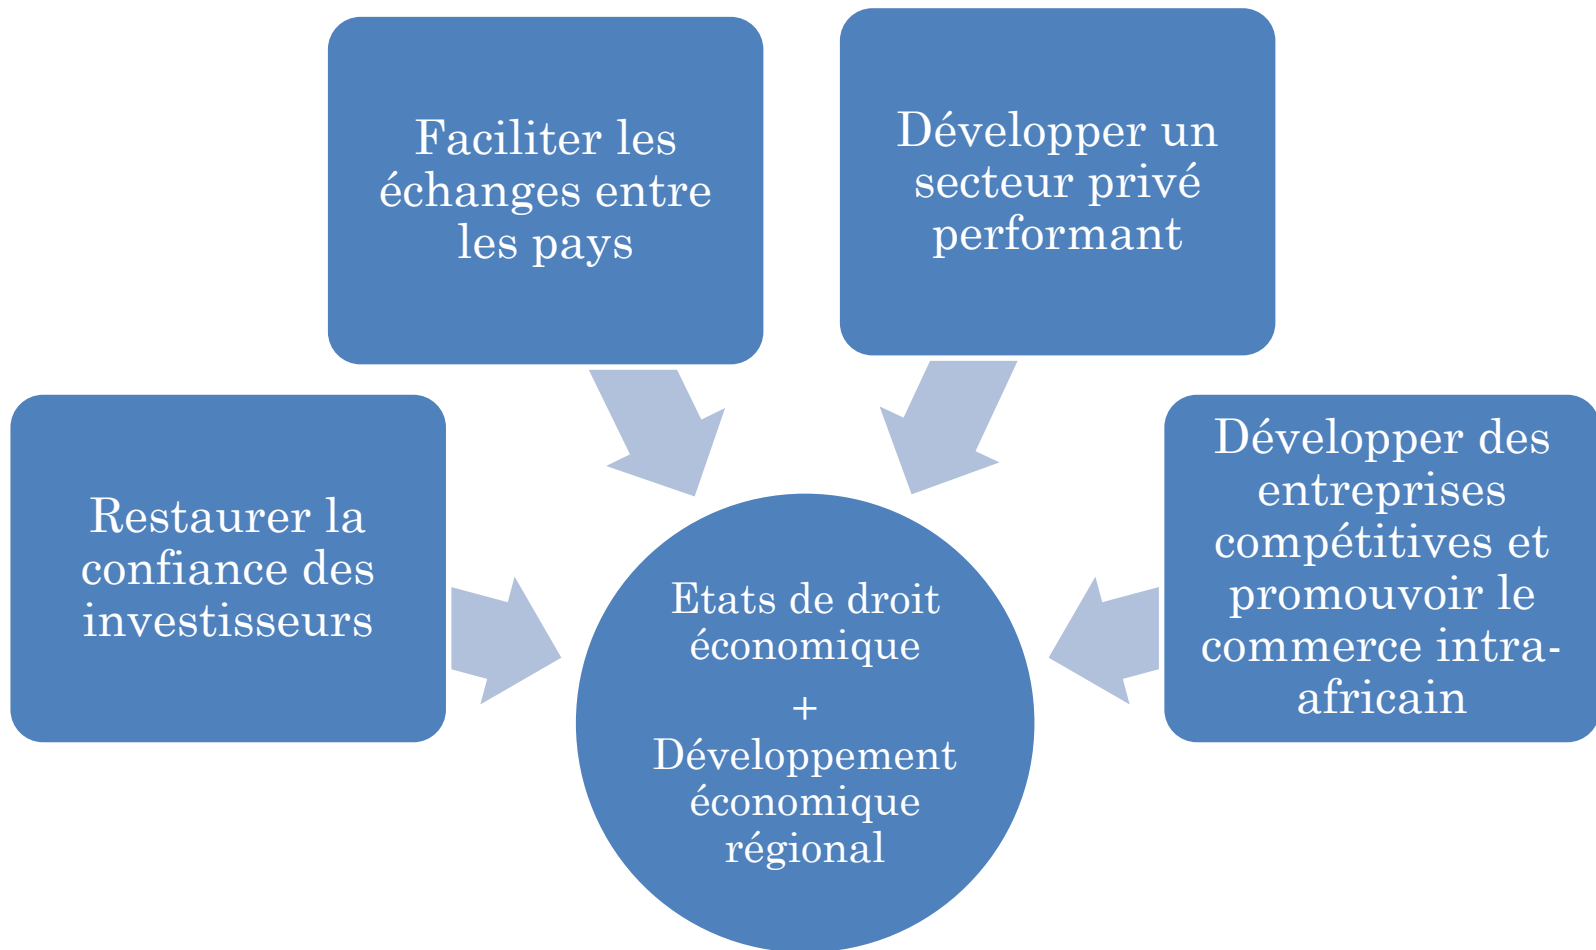 Faciliter les
échanges entre
les pays
Développer un
secteur privé
performant
Restaurer la
confiance des
investisseurs
Développer des
entreprises
compétitives et
promouvoir le
commerce intra-
africain
Etats de droit
économique
+
Développement
économique
régional